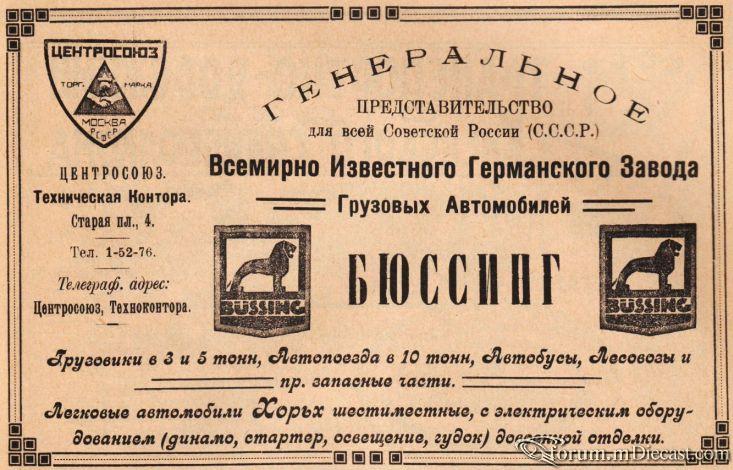 ЦЕНТРОСОЮЗ
ТОРГ. МАРКА
МОСКВА
РСФСР
ЦЕНТРОСОЮЗ.
Техническая Контора.
Старая пл., 4.
Тел. 1-52-76.
Телеграф. адрес:
Центросоюз, Техноконтора.
ГЕНЕРАЛЬНОЕ
ПРЕДСТАВИТЕЛЬСТВО
для всей Советской России (С.С.С.Р.)
Всемирно Известного Германского Завода
Грузовых Автомобилей
BÜSSING
БЮССИНГ
BÜSSING
Грузовики в 3 и 5 тонн, Автопоезда в 10 тонн, Автобусы, Лесовозы и
пр. запасные части.
Легковые автомобили Хорьх шестиместные, с электрическим обору-
дованием (динамо, стартер, освещение, гудок) довоенной отделки.
forum.mDiecast.com